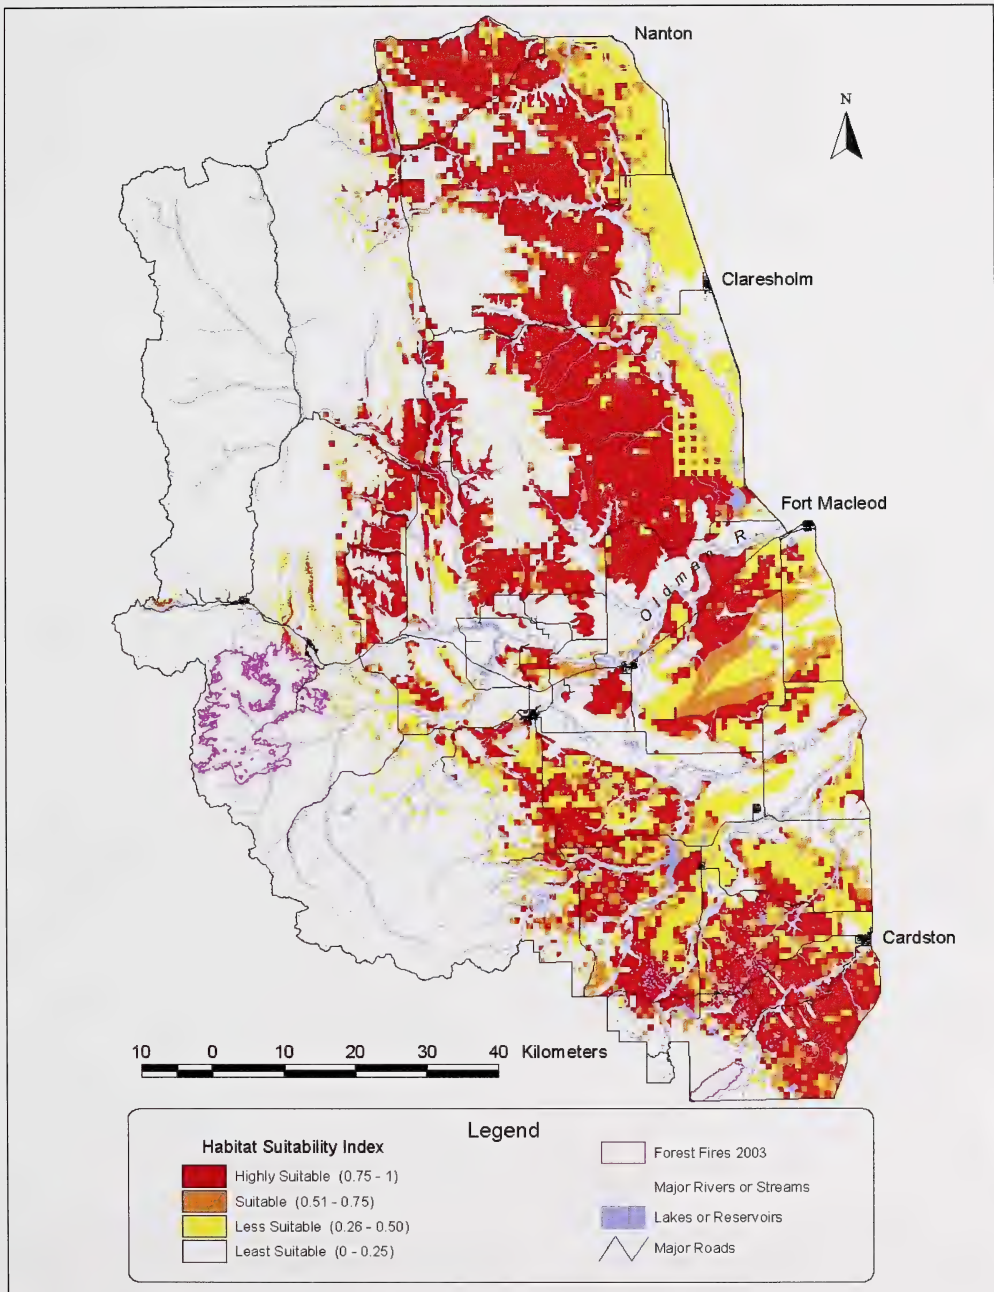 Nanton
N
Claresholm
Fort Macleod
Oldman R
Cardston
10 0 10 20 30 40 Kilometers
Legend
Habitat Suitability Index
Highly Suitable (0.75 - 1)
Suitable (0.51 - 0.75)
Less Suitable (0.26 - 0.50)
Least Suitable (0 - 0.25)
Forest Fires 2003
Major Rivers or Streams
Lakes or Reservoirs
Major Roads